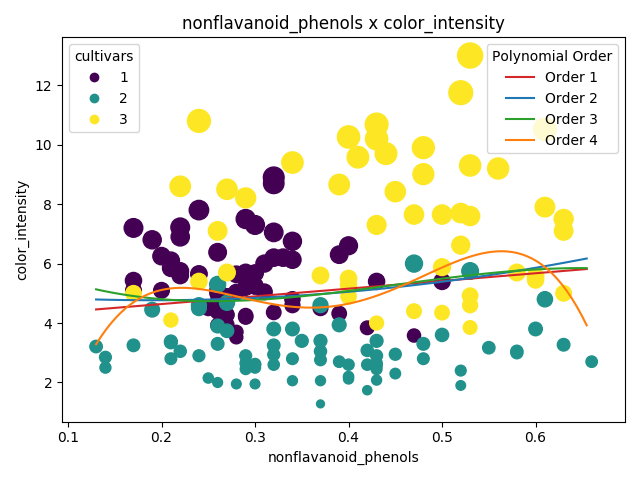 nonflavanoid_phenols x color_intensity
cultivars
1
2
3
Polynomial Order
Order 1
Order 2
Order 3
Order 4
color_intensity
12
10
8
6
4
2
0.1 0.2 0.3 0.4 0.5 0.6
nonflavanoid_phenols